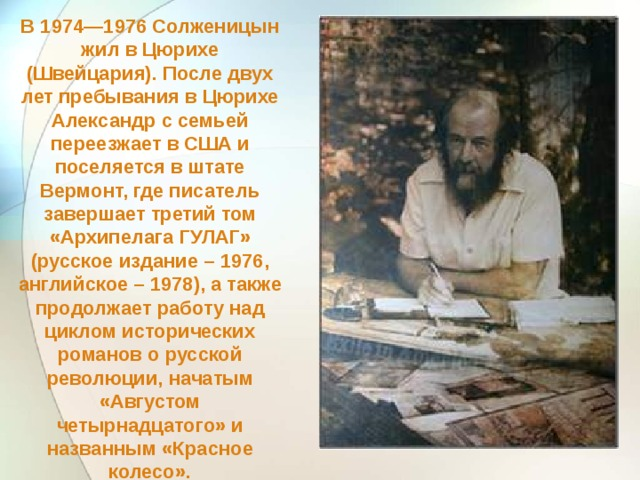 В 1974—1976 Солженицын
жил в Цюрихе
(Швейцария). После двух
лет пребывания в Цюрихе
Александр с семьей
переезжает в США и
поселяется в штате
Вермонт, где писатель
завершает третий том
«Архипелага ГУЛАГ»
(русское издание – 1976,
английское – 1978), а также
продолжает работу над
циклом исторических
романов о русской
революции, начатым
«Августом
четырнадцатого» и
названным «Красное
колесо».